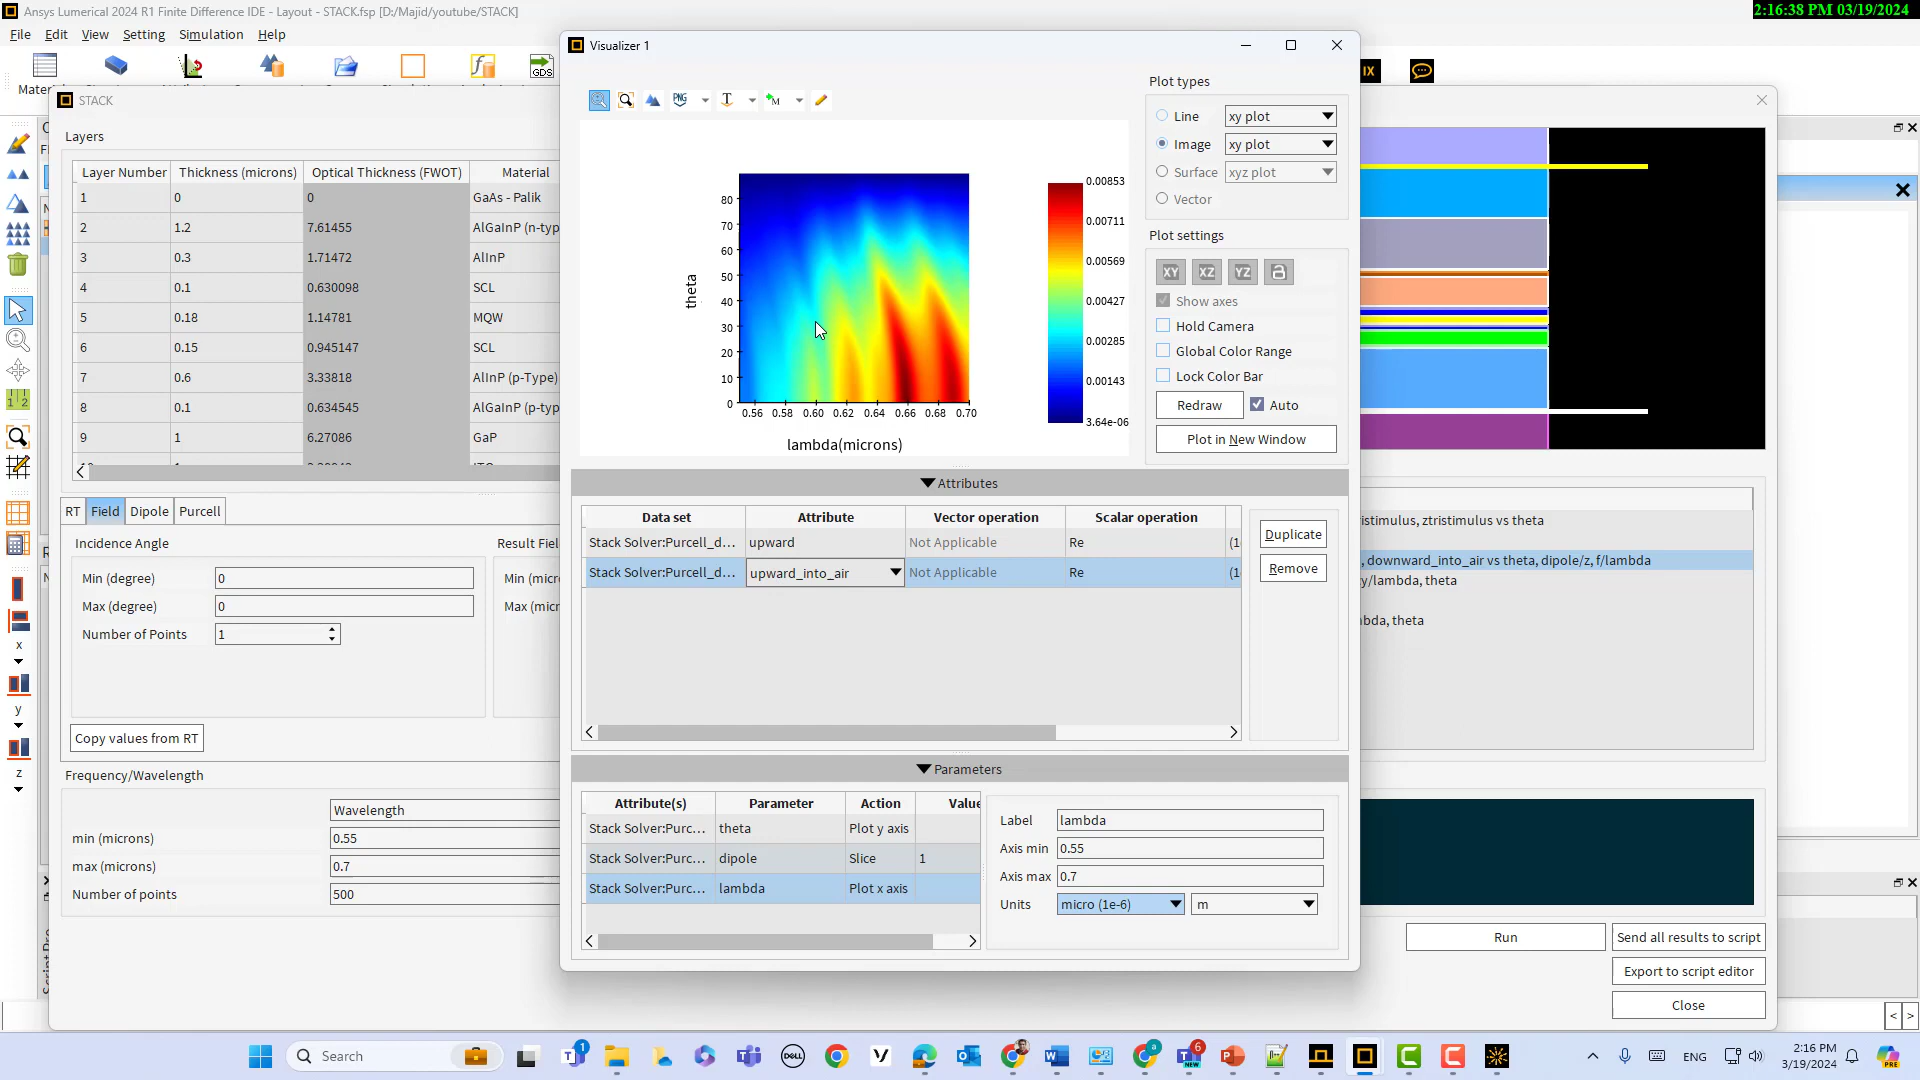 Ansys Lumerical 2024 R1 Finite Difference IDE - Layout - STACK.fsp [D:/Majid/youtube/STACK]
2:16:38 PM 03/19/2024
File Edit View Setting Simulation Help
GDS
IX
STACK
Layers
Layer Number Thickness (microns) Optical Thickness (FWOT) Material
1 0 0 GaAs - Palik
2 1.2 7.61455 AlGaInP (n-typ
3 0.3 1.71472 AlInP
4 0.1 0.630098 SCL
5 0.18 1.14781 MQW
6 0.15 0.945147 SCL
7 0.6 3.33818 AlInP (p-Type)
8 0.1 0.634545 AlGaInP (p-typ
9 1 6.27086 GaP
RT Field Dipole Purcell
Incidence Angle
Min (degree) 0
Max (degree) 0
Number of Points 1
Result Fiel
Min (micr
Max (micr
Copy values from RT
Frequency/Wavelength
Wavelength
min (microns) 0.55
max (microns) 0.7
Number of points 500
x
y
z
Visualizer 1
PNG
T
M
theta
80
70
60
50
40
30
20
10
0
0.56 0.58 0.60 0.62 0.64 0.66 0.68 0.70
lambda(microns)
0.00853
0.00711
0.00569
0.00427
0.00285
0.00143
3.64e-06
Plot types
Line xy plot
Image xy plot
Surface xyz plot
Vector
Plot settings
XY XZ YZ
Show axes
Hold Camera
Global Color Range
Lock Color Bar
Redraw Auto
Plot in New Window
Attributes
Data set Attribute Vector operation Scalar operation
Stack Solver:Purcell_d... upward Not Applicable Re (1
Stack Solver:Purcell_d... upward_into_air Not Applicable Re (1
Duplicate
Remove
Parameters
Attribute(s) Parameter Action Value
Stack Solver:Purc... theta Plot y axis
Stack Solver:Purc... dipole Slice 1
Stack Solver:Purc... lambda Plot x axis
Label lambda
Axis min 0.55
Axis max 0.7
Units micro (1e-6) m
istimulus, ztristimulus vs theta
, downward_into_air vs theta, dipole/z, f/lambda
y/lambda, theta
bda, theta
Run
Send all results to script
Export to script editor
Close
Search
ENG
2:16 PM
3/19/2024